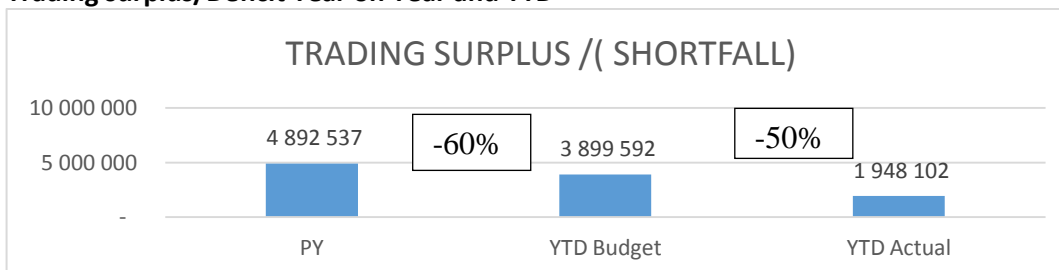 Trading Surplus/Deficit Year on Year and YTD
TRADING SURPLUS /( SHORTFALL)
10 000 000
5 000 000
-
4 892 537
-60%
3 899 592
-50%
1 948 102
PY
YTD Budget
YTD Actual